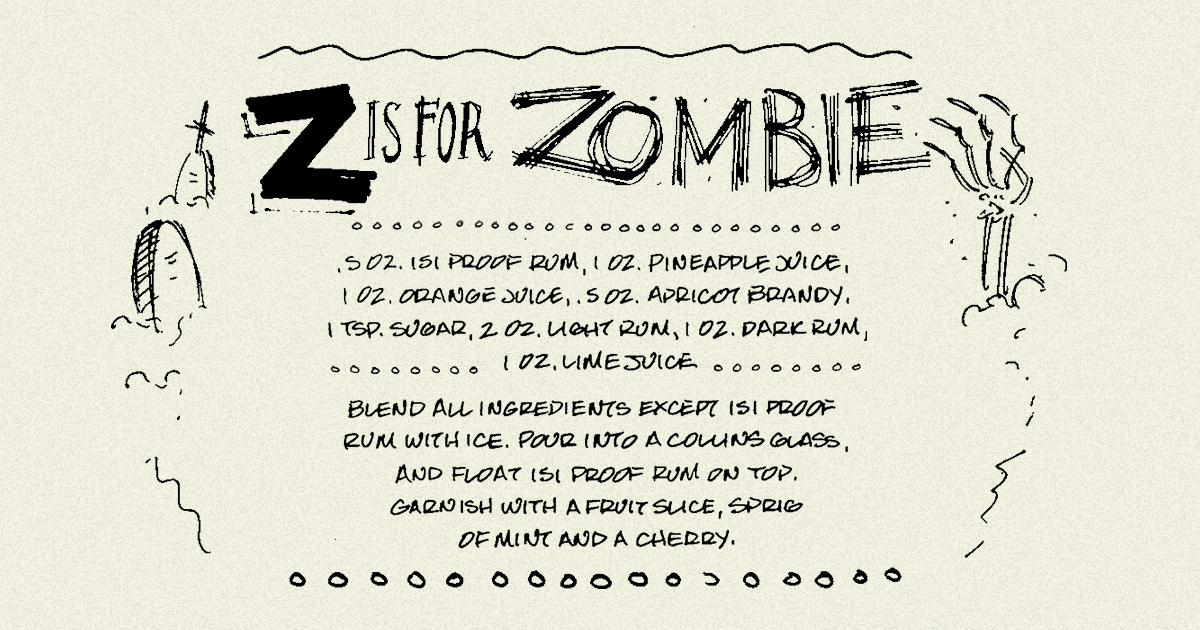 Z IS FOR ZOMBIE
.5 OZ. 151 PROOF RUM, 1 OZ. PINEAPPLE JUICE,
1 OZ. ORANGE JUICE, .5 OZ. APRICOT BRANDY.
1 TSP. SUGAR, 2 OZ. LIGHT RUM, 1 OZ. DARK RUM,
1 OZ. LIME JUICE
BLEND ALL INGREDIENTS EXCEPT 151 PROOF
RUM WITH ICE. POUR INTO A COLLINS GLASS,
AND FLOAT 151 PROOF RUM ON TOP.
GARNISH WITH A FRUIT SLICE, SPRIG
OF MINT AND A CHERRY.